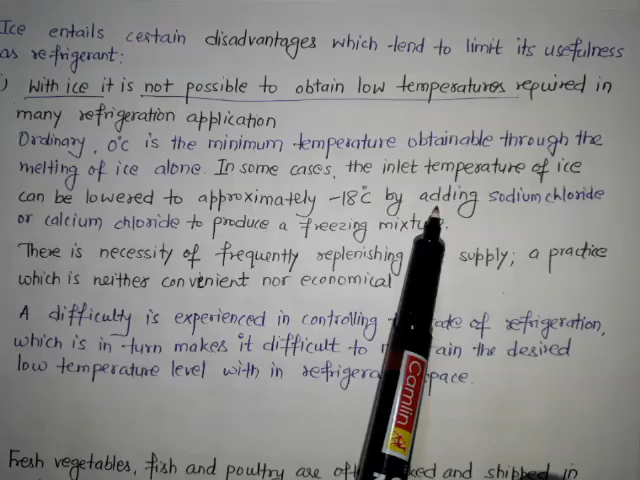 Ice entails certain disadvantages which tend to limit its usefulness
as refrigerant:
i) With ice it is not possible to obtain low temperatures required in
many refrigeration application
Ordinary, 0°C is the minimum temperature obtainable through the
melting of ice alone. In some cases, the inlet temperature of ice
can be lowered to approximately -18°C by adding sodium chloride
or calcium chloride to produce a freezing mixture.
There is necessity of frequently replenishing supply; a practice
which is neither convenient nor economical
A difficulty is experienced in controlling of refrigeration,
which is in turn makes it difficult to the desired
low temperature level with in
Camlin
Fresh vegetables, fish and poultry are and shipped in